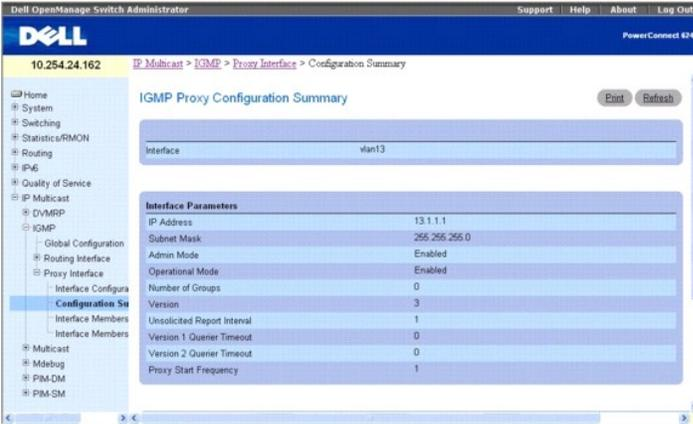 Dell OpenManage Switch Administrator
Support Help About Log Out
DELL
PowerConnect 624
10.254.24.162
IP Multicast > IGMP > Proxy Interface > Configuration Summary
Home
System
Switching
Statistics/RMON
Routing
IPv6
Quality of Service
IP Multicast
DVMRP
IGMP
Global Configuration
Routing Interface
Proxy Interface
Interface Configura
Configuration Su
Interface Members
Interface Members
Multicast
Mdebug
PIM-DM
PIM-SM
IGMP Proxy Configuration Summary
Print Refresh
Interface vlan13
Interface Parameters
IP Address 13.1.1.1
Subnet Mask 255.255.255.0
Admin Mode Enabled
Operational Mode Enabled
Number of Groups 0
Version 3
Unsolicited Report Interval 1
Version 1 Querier Timeout 0
Version 2 Querier Timeout 0
Proxy Start Frequency 1